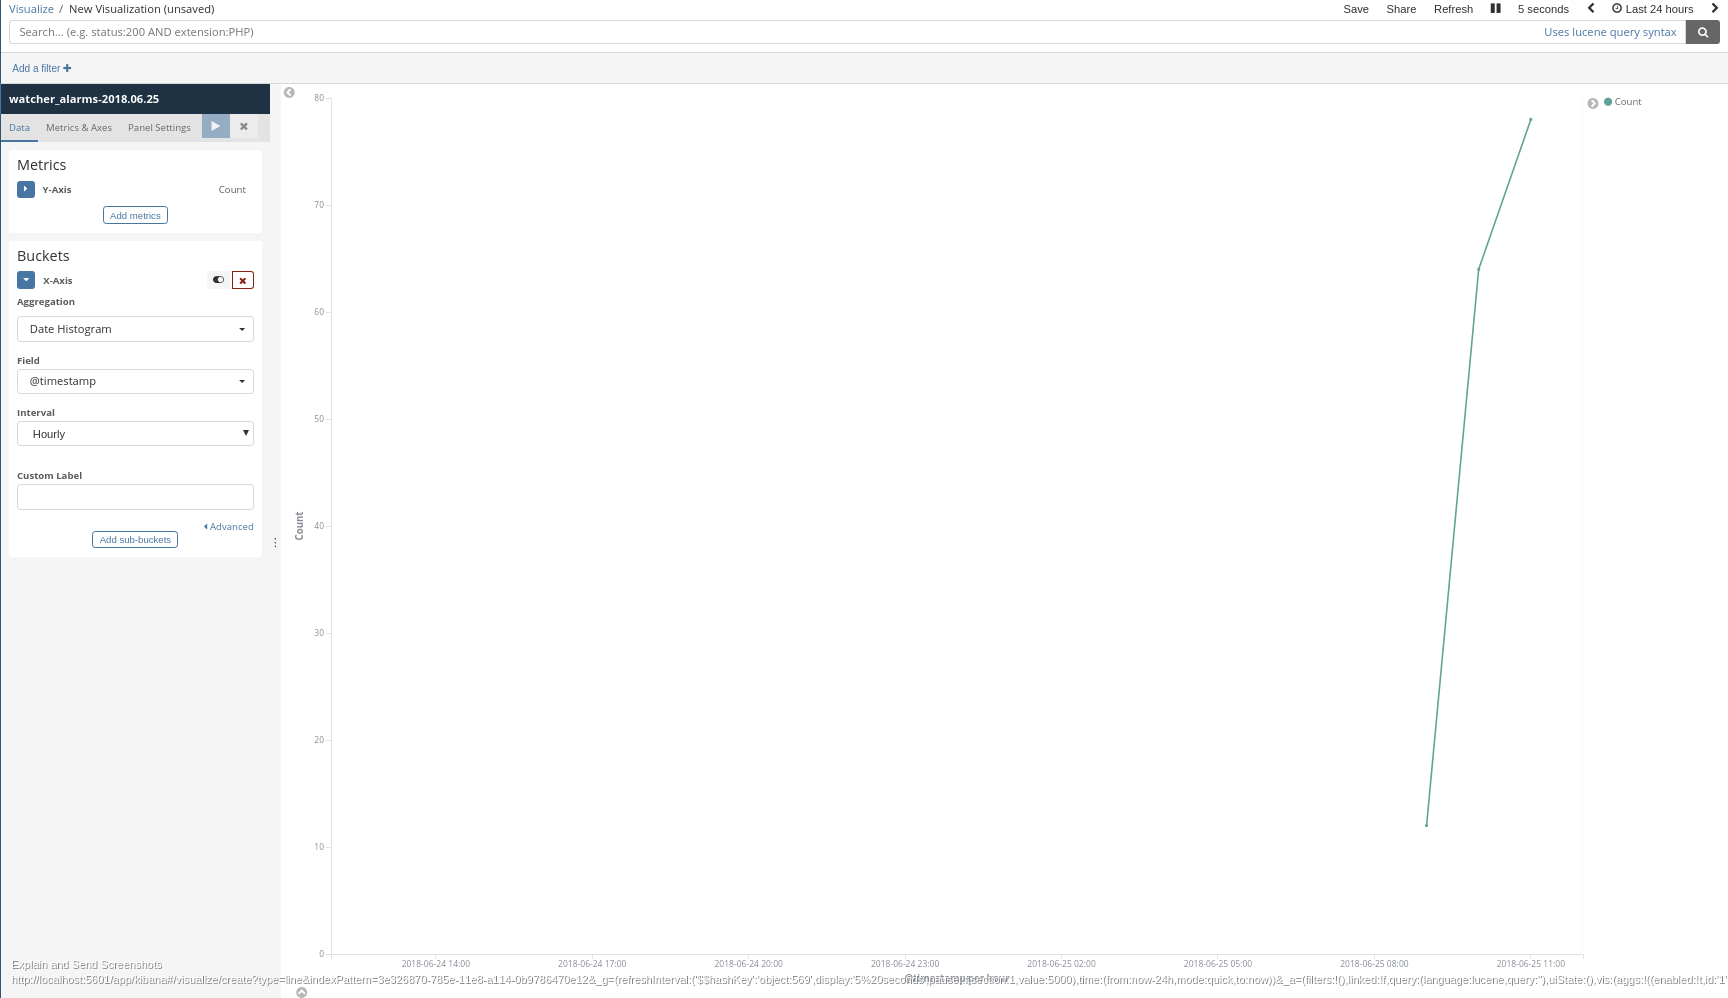 Visualize / New Visualization (unsaved)
Save Share Refresh 5 seconds Last 24 hours
Search... (e.g. status:200 AND extension:PHP) Uses lucene query syntax
Add a filter
watcher_alarms-2018.06.25
Data Metrics & Axes Panel Settings
Metrics
Y-Axis Count
Add metrics
Buckets
X-Axis
Aggregation
Date Histogram
Field
@timestamp
Interval
Hourly
Custom Label
Advanced
Add sub-buckets
Count
80
70
60
50
40
30
20
10
0
2018-06-24 14:00 2018-06-24 17:00 2018-06-24 20:00 2018-06-24 23:00 2018-06-25 02:00 2018-06-25 05:00 2018-06-25 08:00 2018-06-25 11:00
@timestamp per hour
Count
Explain and Send Screenshots
http://localhost:5601/app/kibana#/visualize/create?type=line&indexPattern=3e326870-785e-11e8-a114-0b9786470e12&_g=(refreshInterval:('$$hashKey':'object:569',display:'5%20seconds',pause:!f,section:1,value:5000),time:(from:now-24h,mode:quick,to:now))&_a=(filters:!(),linked:!f,query:(language:lucene,query:''),uiState:(),vis:(aggs:!((enabled:!t,id:'1'